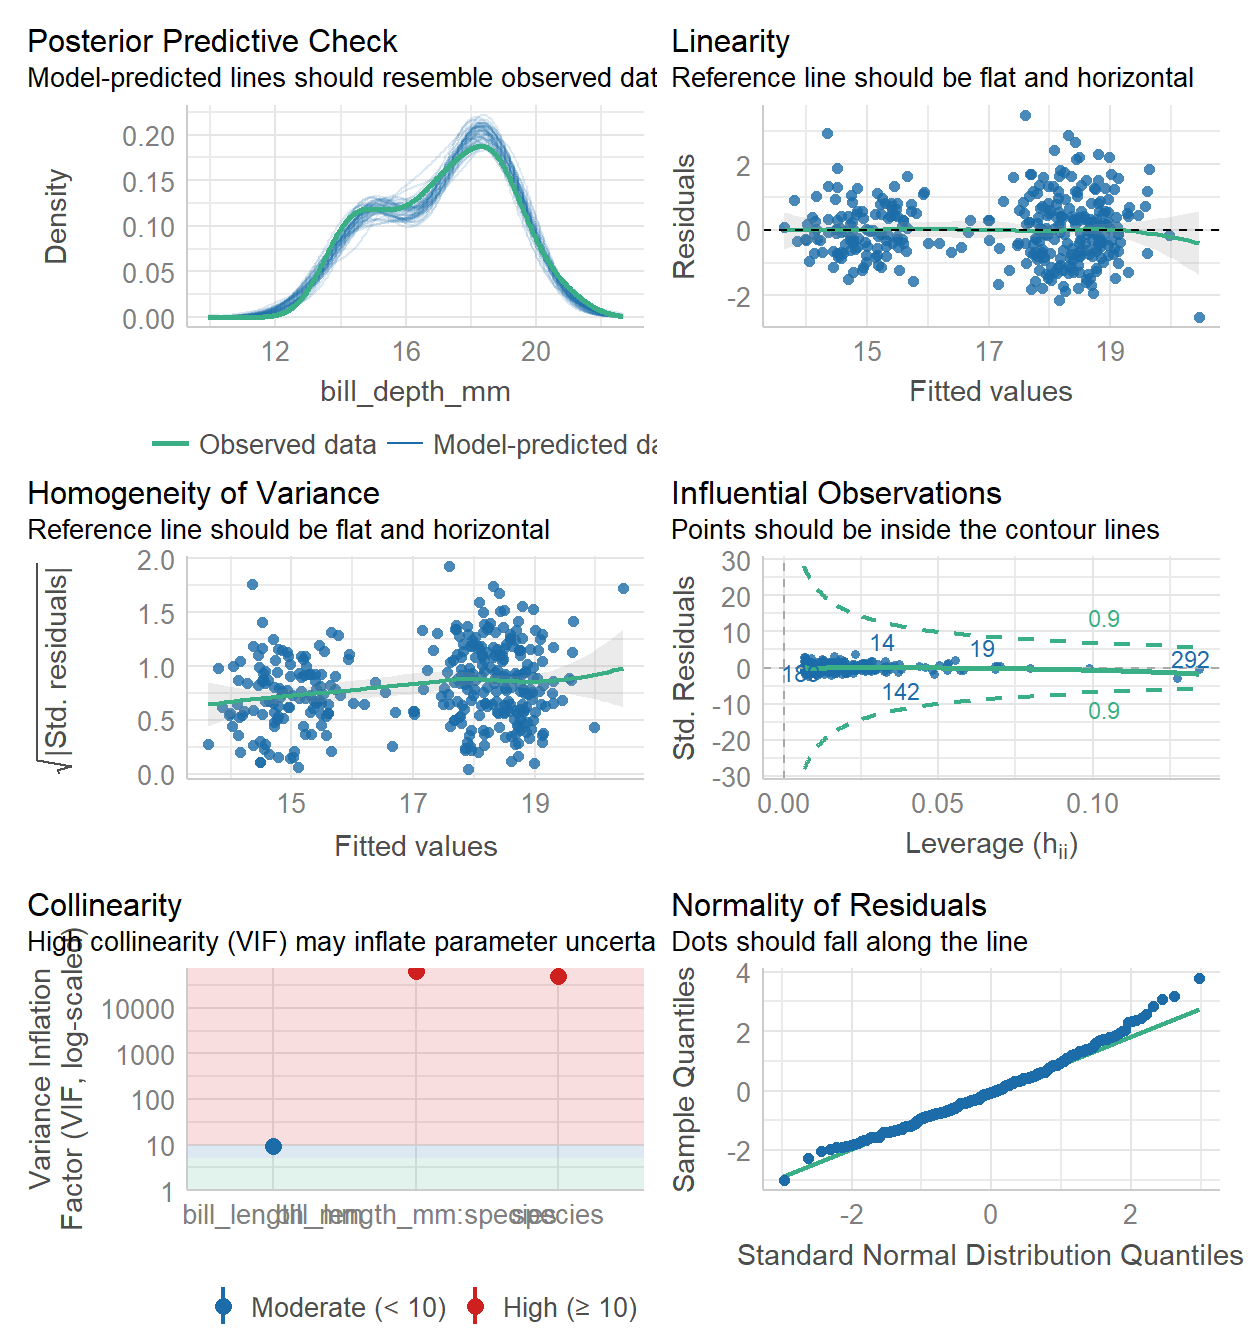 Posterior Predictive Check
Model-predicted lines should resemble observed dat
0.20
0.15
0.10
0.05
0.00
Density
12 16 20
bill_depth_mm
Observed data Model-predicted da
Linearity
Reference line should be flat and horizontal
2
0
-2
Residuals
15 17 19
Fitted values
Homogeneity of Variance
Reference line should be flat and horizontal
2.0
1.5
1.0
0.5
0.0
√|Std. residuals|
15 17 19
Fitted values
Influential Observations
Points should be inside the contour lines
30
20
10
0
-10
-20
-30
Std. Residuals
0.9
14 19
292
142
0.9
0.00 0.05 0.10
Leverage (hii)
Collinearity
High collinearity (VIF) may inflate parameter uncerta
10000
1000
100
10
1
Variance Inflation
Factor (VIF, log-scaled)
bill_length_mm bill_length_mm:species species
Moderate (< 10) High (≥ 10)
Normality of Residuals
Dots should fall along the line
4
2
0
-2
Sample Quantiles
-2 0 2
Standard Normal Distribution Quantiles